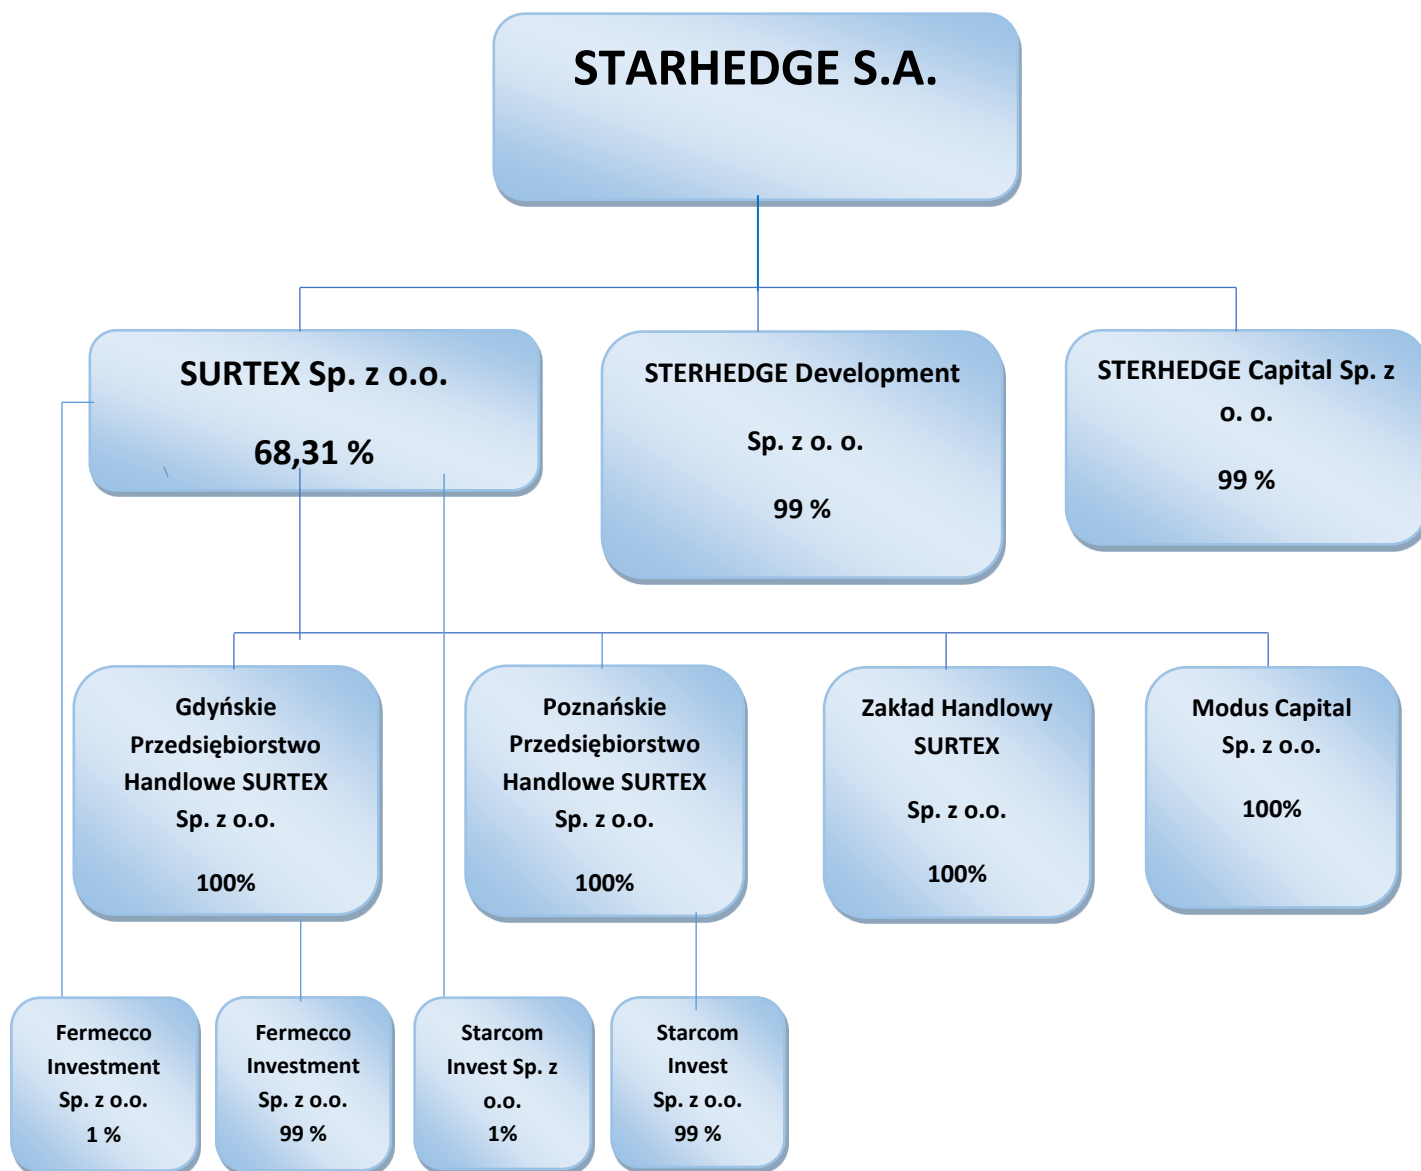 STARHEDGE S.A.
SURTEX Sp. z o.o.
68,31 %
STERHEDGE Development
Sp. z o. o.
99 %
STERHEDGE Capital Sp. z
o. o.
99 %
Gdyńskie
Przedsiębiorstwo
Handlowe SURTEX
Sp. z o.o.
100%
Poznańskie
Przedsiębiorstwo
Handlowe SURTEX
Sp. z o.o.
100%
Zakład Handlowy
SURTEX
Sp. z o.o.
100%
Modus Capital
Sp. z o.o.
100%
Fermecco
Investment
Sp. z o.o.
1 %
Fermecco
Investment
Sp. z o.o.
99 %
Starcom
Invest Sp. z
o.o.
1%
Starcom
Invest
Sp. z o.o.
99 %